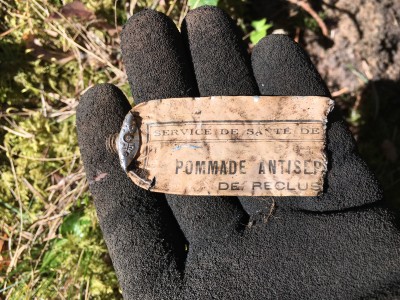 SERVICE DE SANTE DE
POMMADE ANTISEP
DE RECLUS